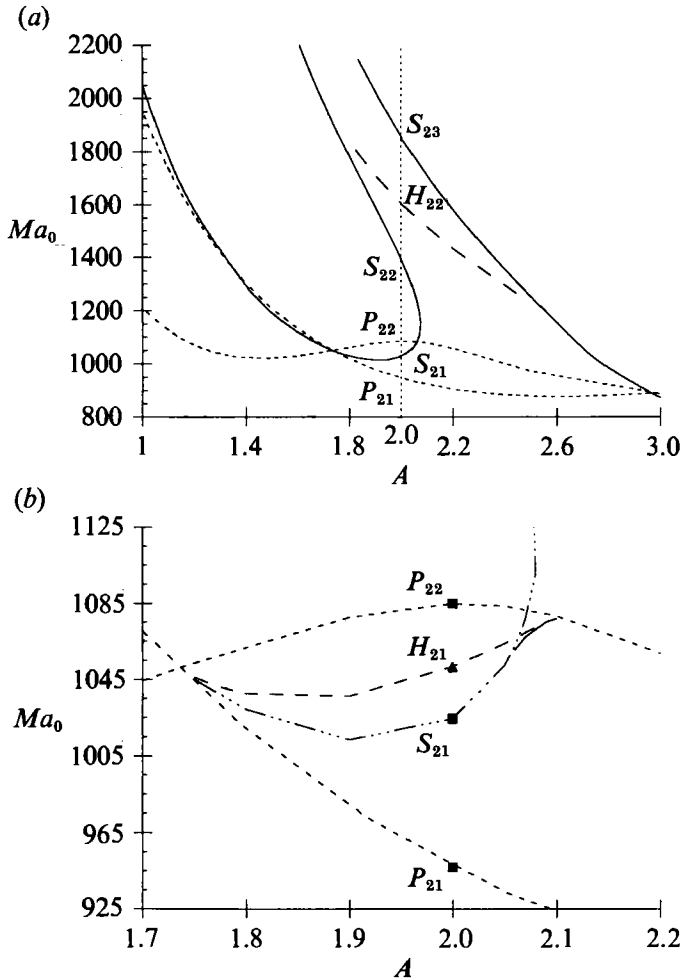 (a)
2200
2000
S₂₃
1800
H₂₂
1600
Ma₀
1400
S₂₂
1200
P₂₂
1000
S₂₁
P₂₁
800
1 1.4 1.8 2.0 2.2 2.6 3.0
A
(b)
1125
P₂₂
1085
H₂₁
1045
Ma₀
S₂₁
1005
965
P₂₁
925
1.7 1.8 1.9 2.0 2.1 2.2
A